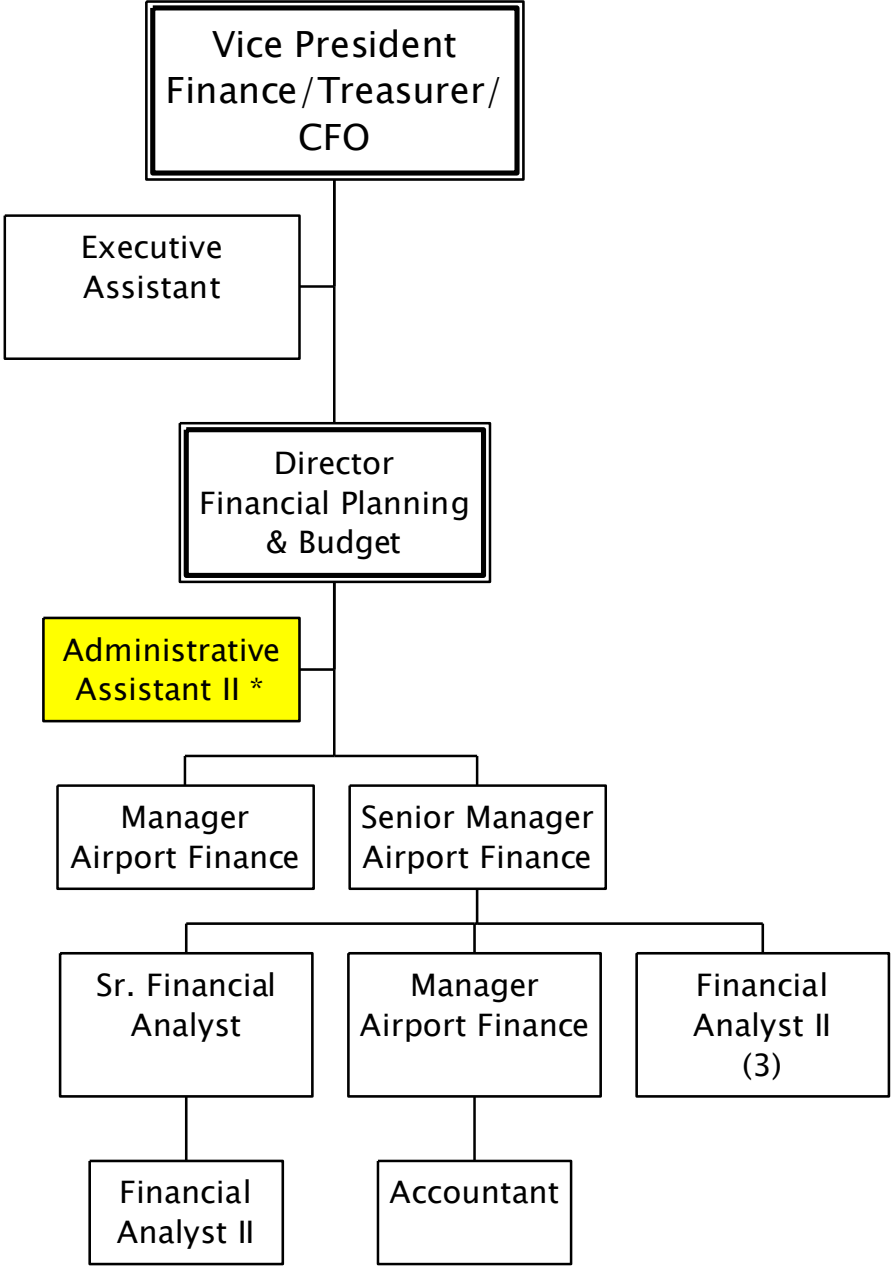 Vice President
Finance/Treasurer/
CFO
Executive
Assistant
Director
Financial Planning
& Budget
Administrative
Assistant II *
Manager
Airport Finance
Senior Manager
Airport Finance
Sr. Financial
Analyst
Manager
Airport Finance
Financial
Analyst II
(3)
Financial
Analyst II
Accountant